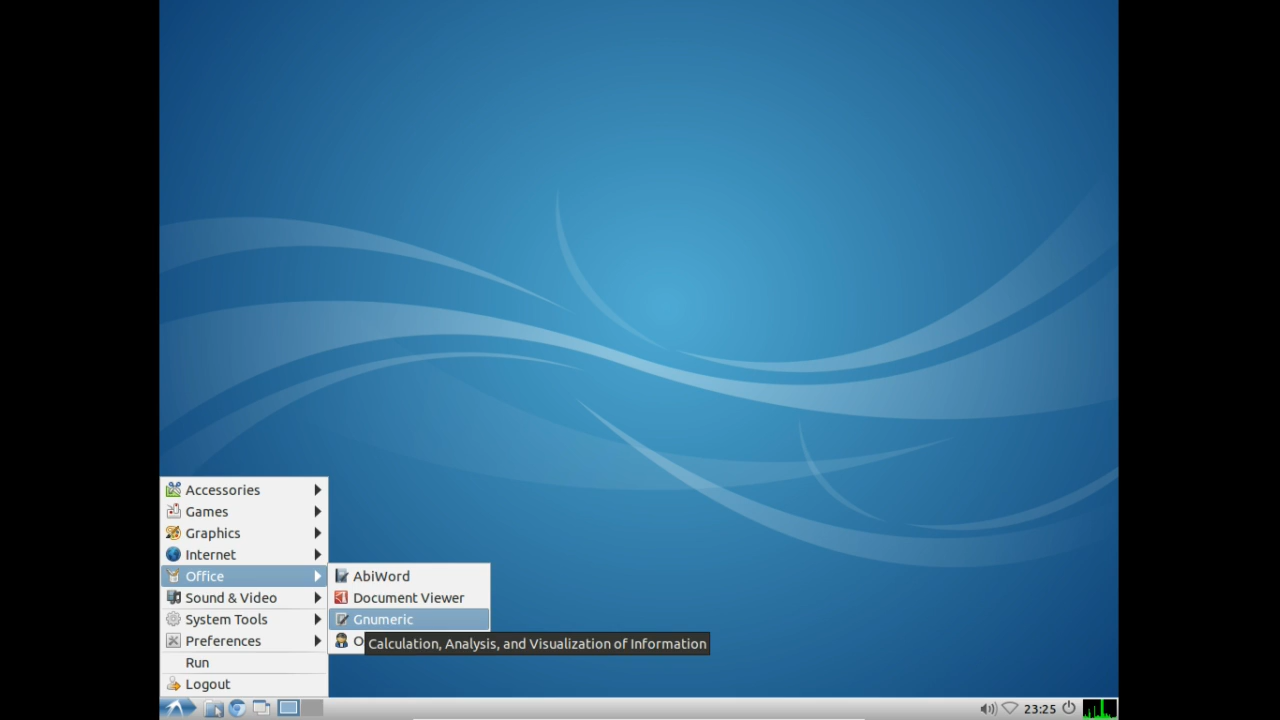 Accessories
Games
Graphics
Internet
Office
Sound & Video
System Tools
Preferences
Run
Logout
AbiWord
Document Viewer
Gnumeric
O
Calculation, Analysis, and Visualization of Information
23:25